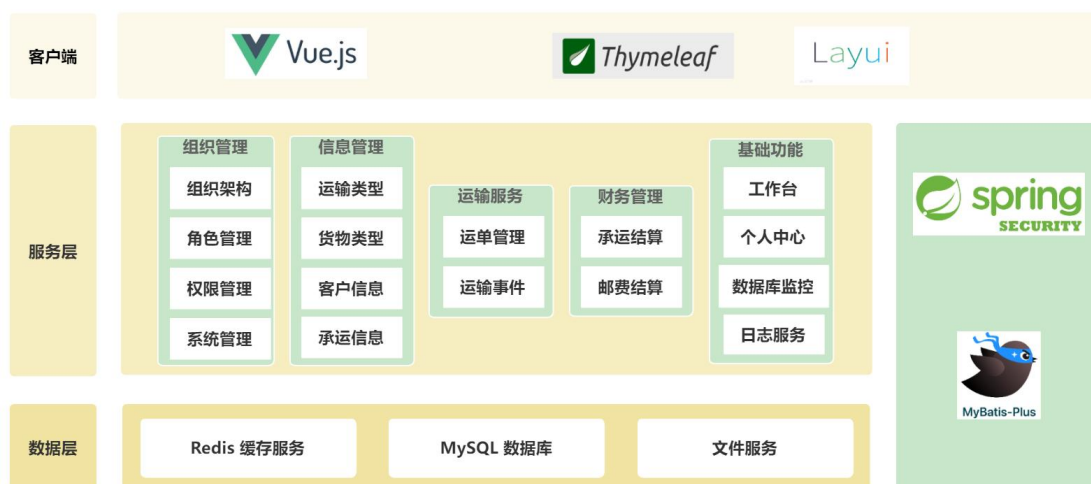 客户端
Vue.js
Thymeleaf
Layui
服务层
组织管理
组织架构
角色管理
权限管理
系统管理
信息管理
运输类型
货物类型
客户信息
承运信息
运输服务
运单管理
运输事件
财务管理
承运结算
邮费结算
基础功能
工作台
个人中心
数据库监控
日志服务
spring
SECURITY
MyBatis-Plus
数据层
Redis 缓存服务
MySQL 数据库
文件服务